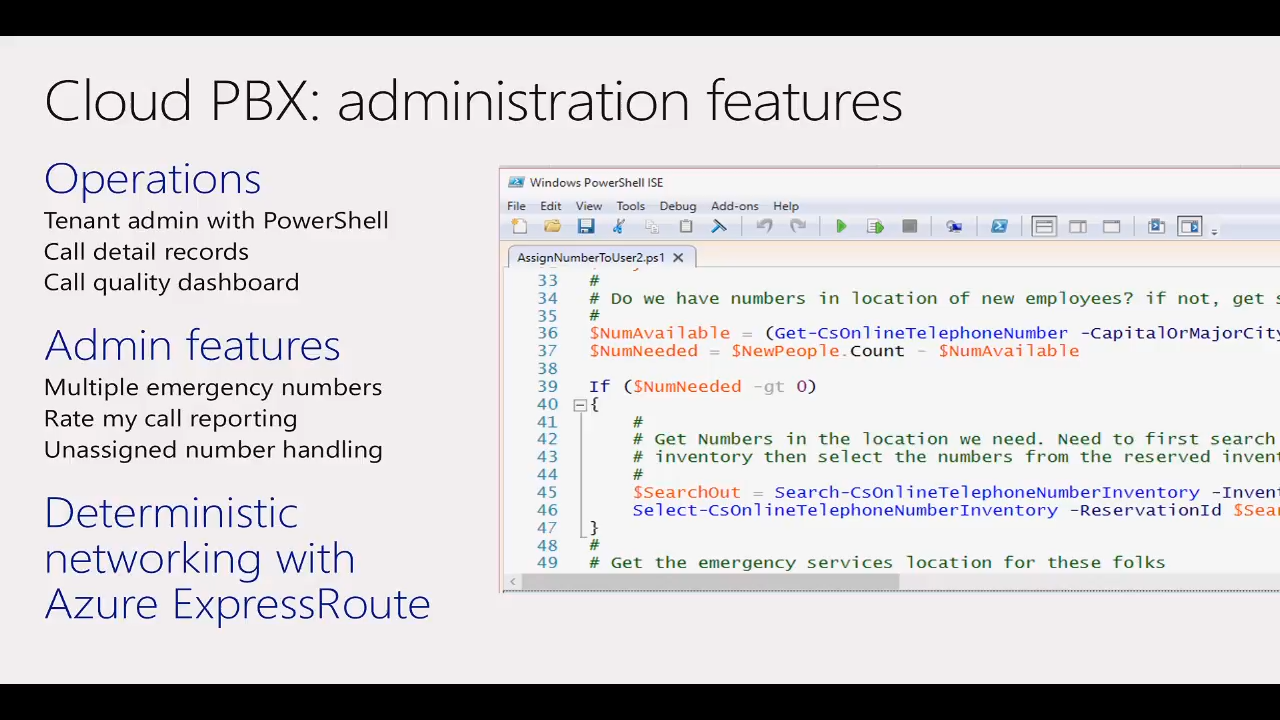 Cloud PBX: administration features
Operations
Tenant admin with PowerShell
Call detail records
Call quality dashboard
Admin features
Multiple emergency numbers
Rate my call reporting
Unassigned number handling
Deterministic
networking with
Azure ExpressRoute
Windows PowerShell ISE
File Edit View Tools Debug Add-ons Help
AssignNumberToUser2.ps1
33 #
34 # Do we have numbers in location of new employees? if not, get
35 #
36 $NumAvailable = (Get-CsOnlineTelephoneNumber -CapitalOrMajorCity
37 $NumNeeded = $NewPeople.Count - $NumAvailable
38
39 If ($NumNeeded -gt 0)
40 {
41 #
42 # Get Numbers in the location we need. Need to first search
43 # inventory then select the numbers from the reserved invent
44 #
45 $SearchOut = Search-CsOnlineTelephoneNumberInventory -Inven
46 Select-CsOnlineTelephoneNumberInventory -ReservationId $Sea
47 }
48 #
49 # Get the emergency services location for these folks